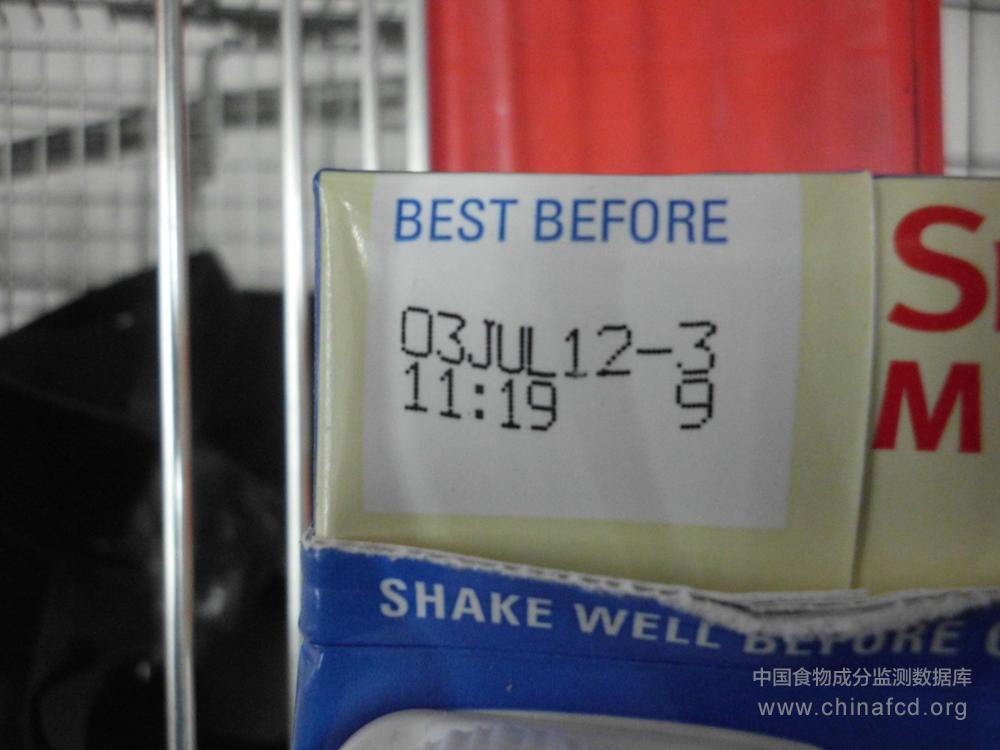 BEST BEFORE
03JUL12-3
11:19 9
M
SHAKE WELL BEFORE
中国食物成分监测数据库
www.chinafcd.org